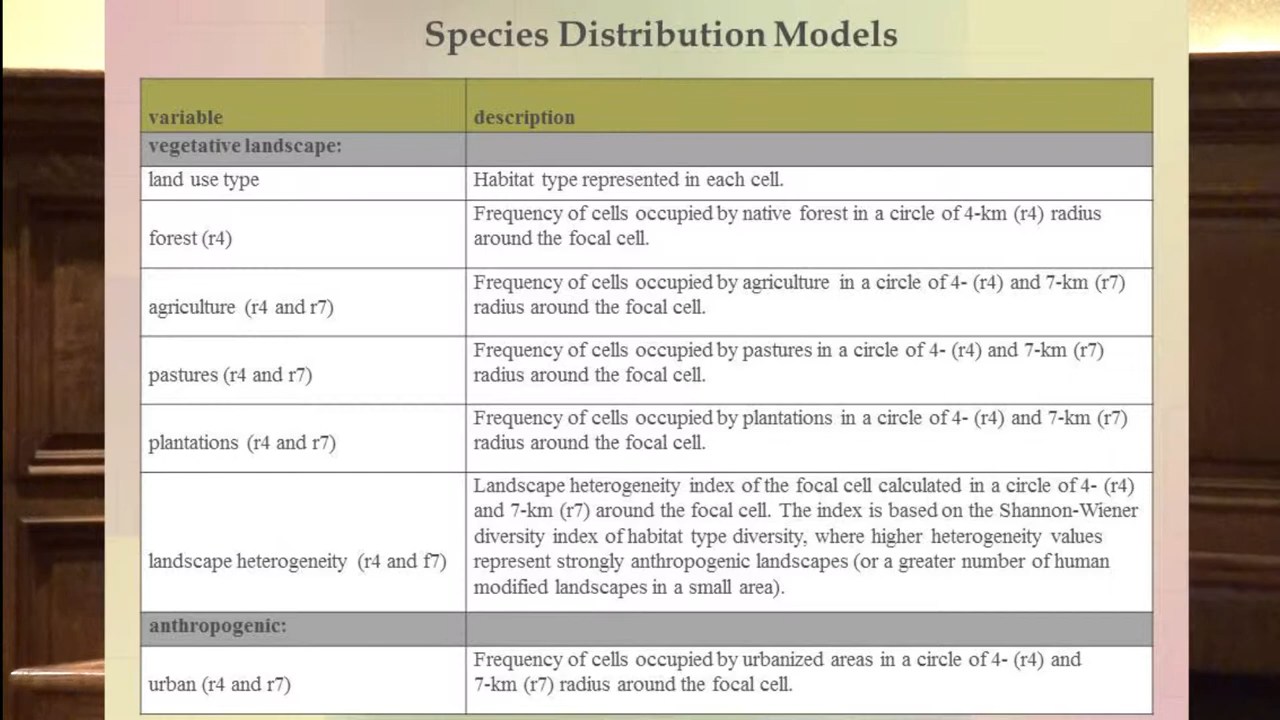 Species Distribution Models
variable
description
vegetative landscape:
land use type
Habitat type represented in each cell.
forest (r4)
Frequency of cells occupied by native forest in a circle of 4-km (r4) radius
around the focal cell.
agriculture (r4 and r7)
Frequency of cells occupied by agriculture in a circle of 4- (r4) and 7-km (r7)
radius around the focal cell.
pastures (r4 and r7)
Frequency of cells occupied by pastures in a circle of 4- (r4) and 7-km (r7)
radius around the focal cell.
plantations (r4 and r7)
Frequency of cells occupied by plantations in a circle of 4- (r4) and 7-km (r7)
radius around the focal cell.
landscape heterogeneity (r4 and f7)
Landscape heterogeneity index of the focal cell calculated in a circle of 4- (r4)
and 7-km (r7) around the focal cell. The index is based on the Shannon-Wiener
diversity index of habitat type diversity, where higher heterogeneity values
represent strongly anthropogenic landscapes (or a greater number of human
modified landscapes in a small area).
anthropogenic:
urban (r4 and r7)
Frequency of cells occupied by urbanized areas in a circle of 4- (r4) and
7-km (r7) radius around the focal cell.